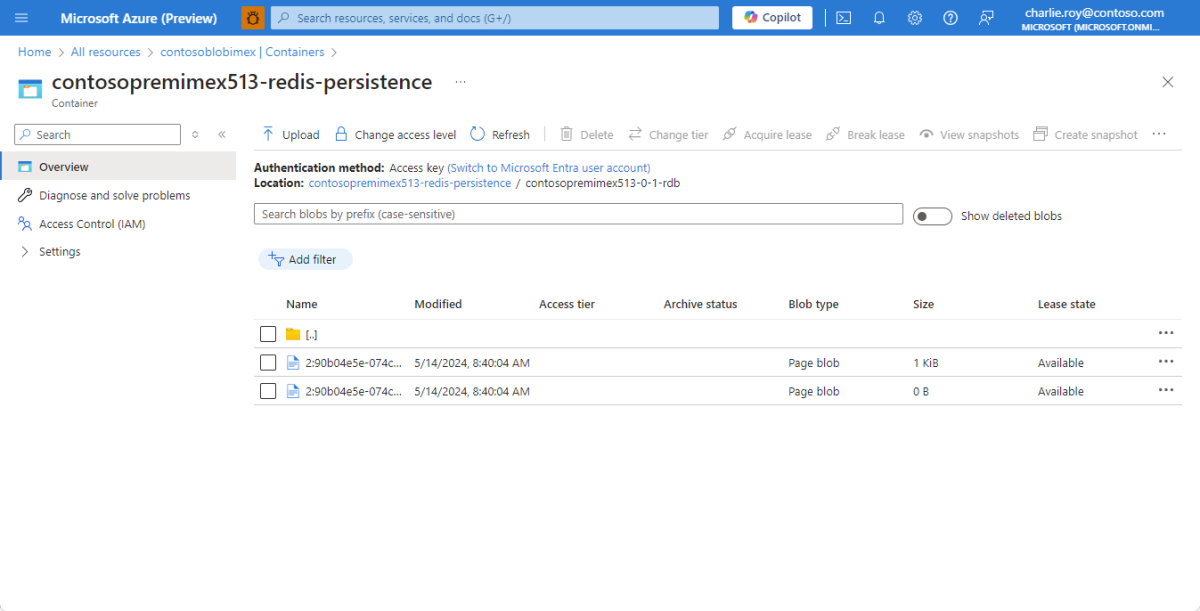 Microsoft Azure (Preview)
Search resources, services, and docs (G+/)
Copilot
charlie.roy@contoso.com
MICROSOFT (MICROSOFT.ONMI...
Home > All resources > contosoblobimex | Containers >
contosopremimex513-redis-persistence ...
Container
Search
Upload Change access level Refresh Delete Change tier Acquire lease Break lease View snapshots Create snapshot ...
Overview
Diagnose and solve problems
Access Control (IAM)
Settings
Authentication method: Access key (Switch to Microsoft Entra user account)
Location: contosopremimex513-redis-persistence / contosopremimex513-0-1-rdb
Search blobs by prefix (case-sensitive)
Show deleted blobs
Add filter
Name Modified Access tier Archive status Blob type Size Lease state
[..]
2:90b04e5e-074c... 5/14/2024, 8:40:04 AM Page blob 1 KiB Available
2:90b04e5e-074c... 5/14/2024, 8:40:04 AM Page blob 0 B Available